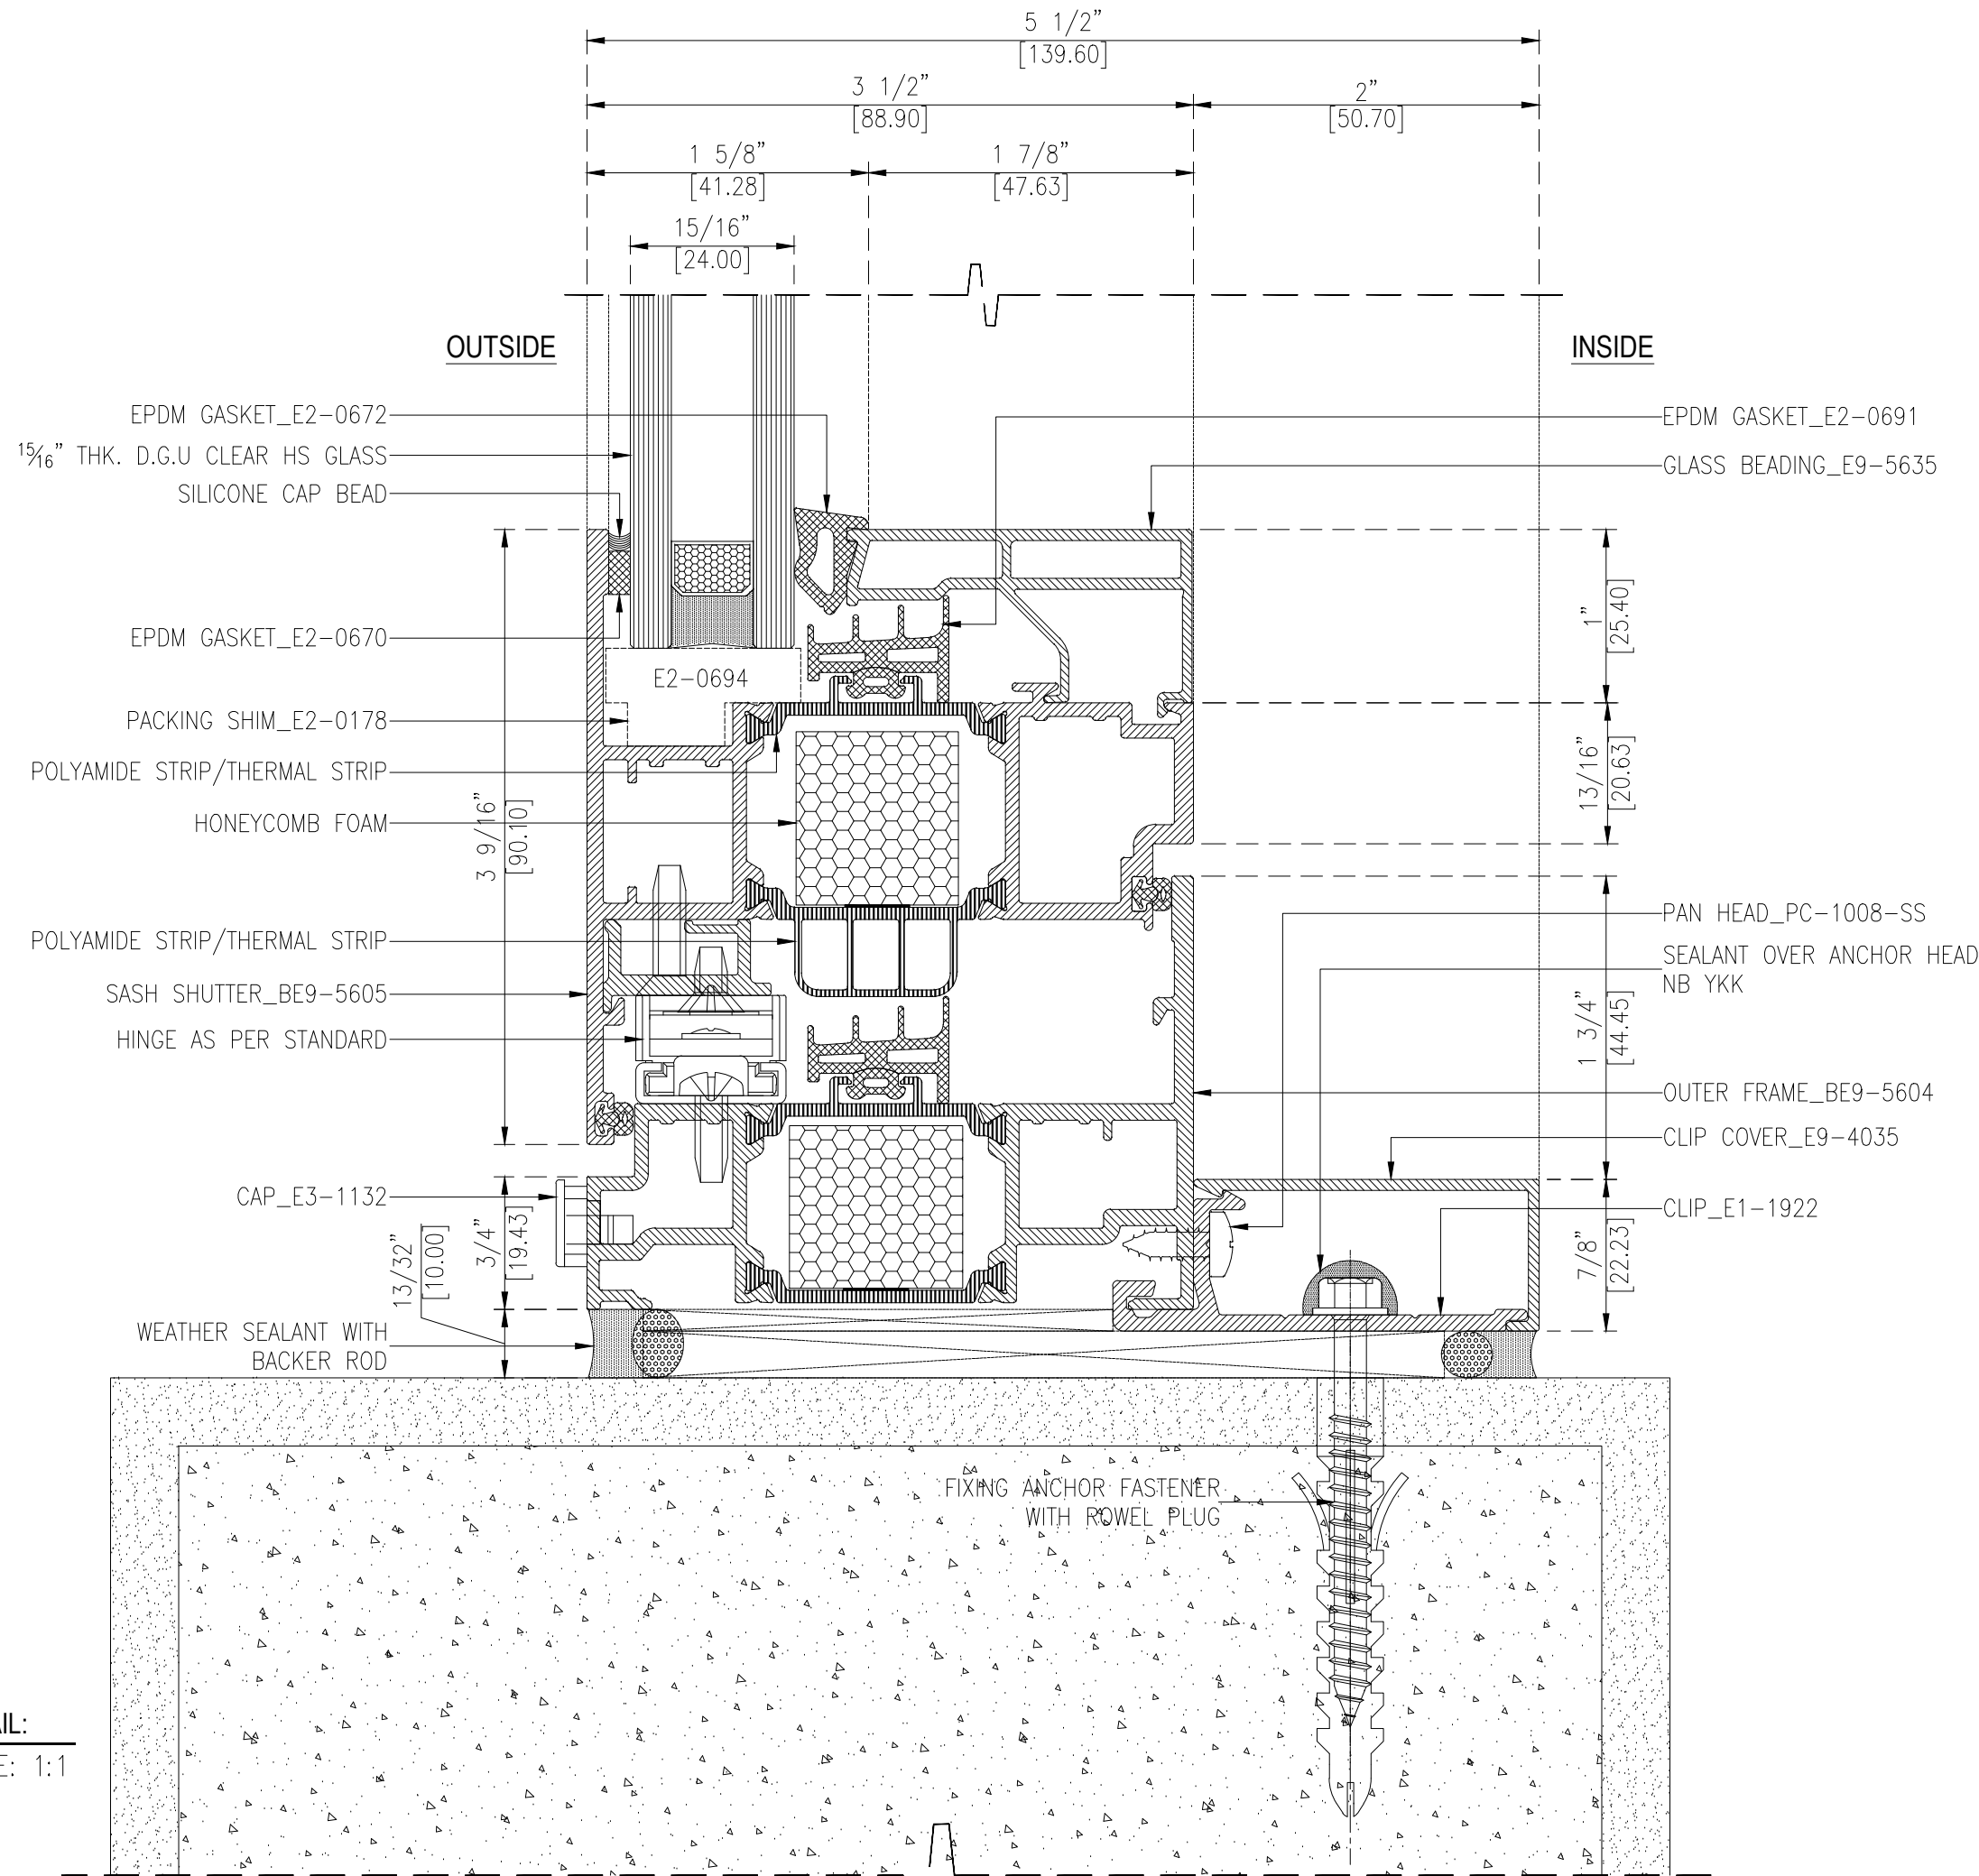 5 1/2"
[139.60]
3 1/2"
[88.90]
2"
[50.70]
1 5/8"
[41.28]
1 7/8"
[47.63]
15/16"
[24.00]
OUTSIDE
INSIDE
EPDM GASKET_E2-0672
15/16" THK. D.G.U CLEAR HS GLASS
SILICONE CAP BEAD
EPDM GASKET_E2-0670
E2-0694
PACKING SHIM_E2-0178
POLYAMIDE STRIP/THERMAL STRIP
HONEYCOMB FOAM
POLYAMIDE STRIP/THERMAL STRIP
SASH SHUTTER_BE9-5605
HINGE AS PER STANDARD
CAP_E3-1132
WEATHER SEALANT WITH
BACKER ROD
3 9/16"
[90.10]
3/4"
[19.43]
13/32"
[10.00]
EPDM GASKET_E2-0691
GLASS BEADING_E9-5635
1"
[25.40]
13/16"
[20.63]
PAN HEAD_PC-1008-SS
SEALANT OVER ANCHOR HEAD
NB YKK
1 3/4"
[44.45]
OUTER FRAME_BE9-5604
CLIP COVER_E9-4035
CLIP_E1-1922
7/8"
[22.23]
FIXING ANCHOR FASTENER
WITH ROWEL PLUG
AIL:
E: 1:1